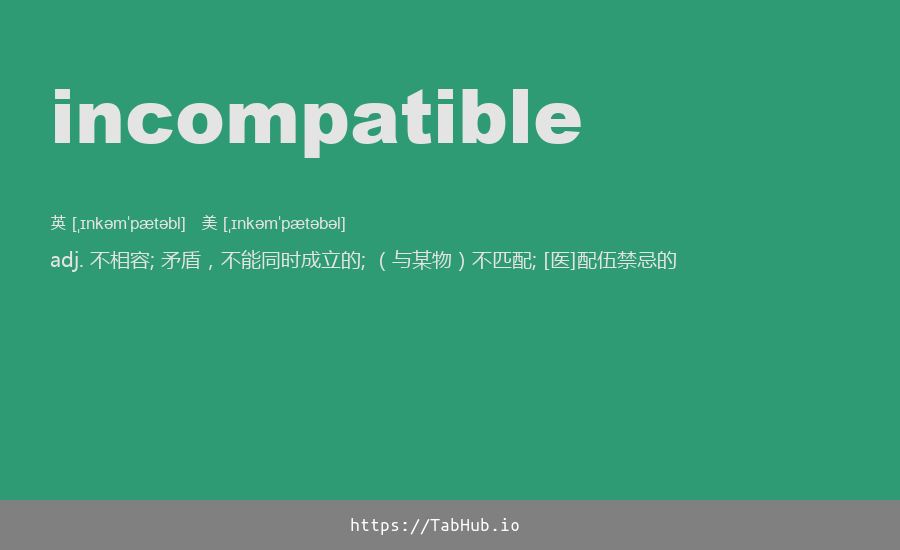 incompatible
英 [ˌɪnkəmˈpætəbl] 美 [ˌɪnkəmˈpætəbəl]
adj. 不相容; 矛盾，不能同时成立的; （与某物）不匹配; [医]配伍禁忌的
https://TabHub.io